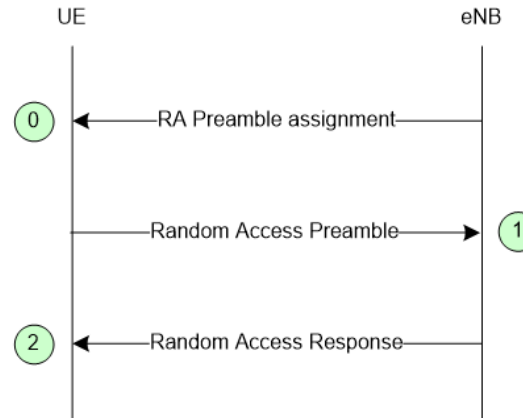 UE
eNB
0
RA Preamble assignment
Random Access Preamble
1
2
Random Access Response